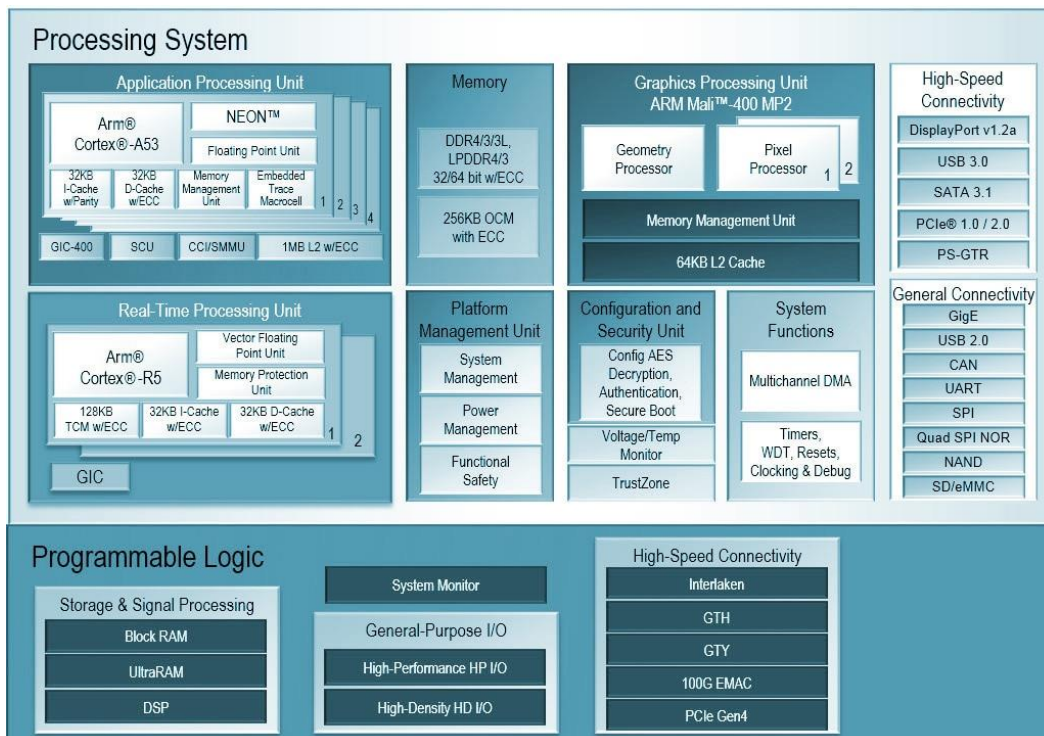 Processing System
Application Processing Unit
Arm®
Cortex®-A53
NEON™
Floating Point Unit
32KB
I-Cache
w/Parity
32KB
D-Cache
w/ECC
Memory
Management
Unit
Embedded
Trace
Macrocell
1
2
3
4
GIC-400
SCU
CCI/SMMU
1MB L2 w/ECC
Memory
DDR4/3/3L,
LPDDR4/3
32/64 bit w/ECC
256KB OCM
with ECC
Graphics Processing Unit
ARM Mali™-400 MP2
Geometry
Processor
Pixel
Processor
1
2
Memory Management Unit
64KB L2 Cache
High-Speed
Connectivity
DisplayPort v1.2a
USB 3.0
SATA 3.1
PCIe® 1.0 / 2.0
PS-GTR
Real-Time Processing Unit
Arm®
Cortex®-R5
Vector Floating
Point Unit
Memory Protection
Unit
128KB
TCM w/ECC
32KB I-Cache
w/ECC
32KB D-Cache
w/ECC
1
2
GIC
Platform
Management Unit
System
Management
Power
Management
Functional
Safety
Configuration and
Security Unit
Config AES
Decryption,
Authentication,
Secure Boot
Voltage/Temp
Monitor
TrustZone
System
Functions
Multichannel DMA
Timers,
WDT, Resets,
Clocking & Debug
General Connectivity
GigE
USB 2.0
CAN
UART
SPI
Quad SPI NOR
NAND
SD/eMMC
Programmable Logic
Storage & Signal Processing
Block RAM
UltraRAM
DSP
System Monitor
General-Purpose I/O
High-Performance HP I/O
High-Density HD I/O
High-Speed Connectivity
Interlaken
GTH
GTY
100G EMAC
PCIe Gen4